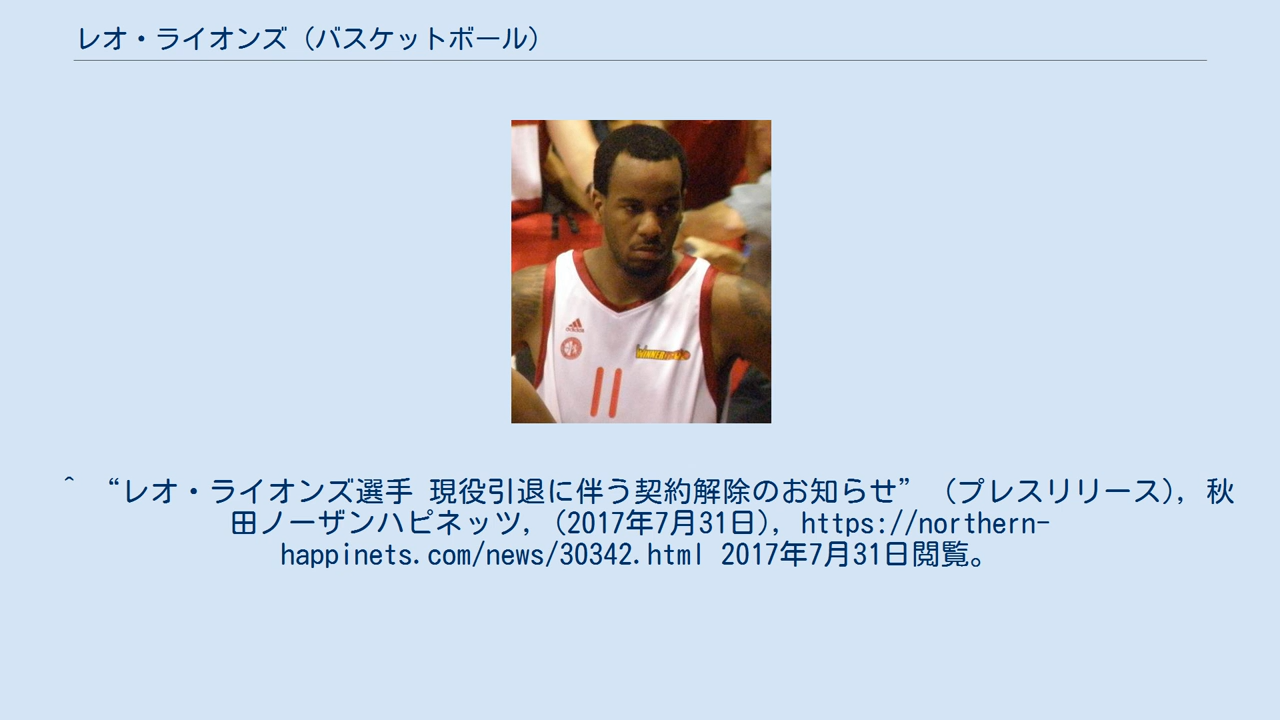 レオ・ライオンズ（バスケットボール）
adidas
11
^ “レオ・ライオンズ選手 現役引退に伴う契約解除のお知らせ” （プレスリリース）, 秋
田ノーザンハピネッツ, (2017年7月31日), https://northern-
happinets.com/news/30342.html 2017年7月31日閲覧。